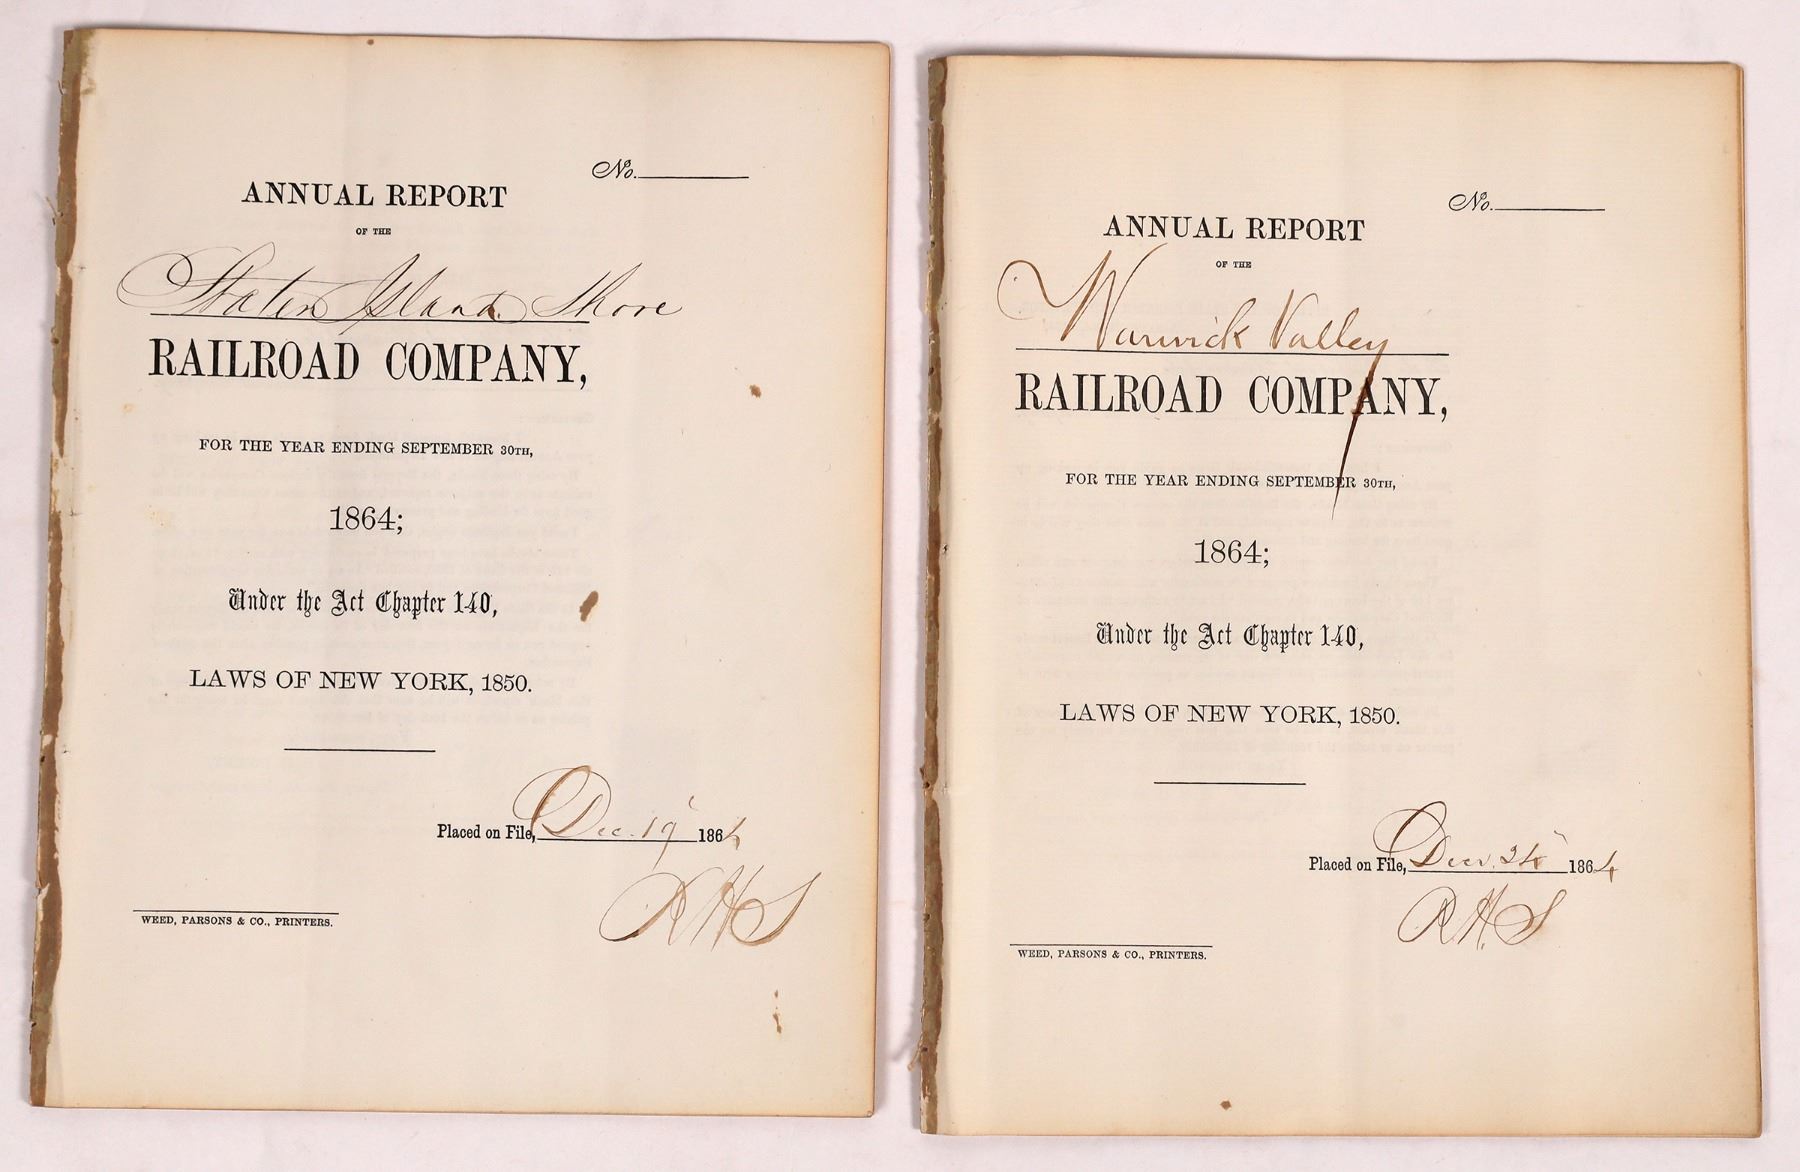 No.
ANNUAL REPORT
OF THE
Staten Island Shore
RAILROAD COMPANY,
FOR THE YEAR ENDING SEPTEMBER 30TH,
1864;
Under the Act Chapter 140,
LAWS OF NEW YORK, 1850.
Placed on File, Dec. 19 1864
RHS
WEED, PARSONS & CO., PRINTERS.
No.
ANNUAL REPORT
OF THE
Warwick Valley
RAILROAD COMPANY,
FOR THE YEAR ENDING SEPTEMBER 30TH,
1864;
Under the Act Chapter 140,
LAWS OF NEW YORK, 1850.
Placed on File, Decr. 24 1864
R.H.S
WEED, PARSONS & CO., PRINTERS.